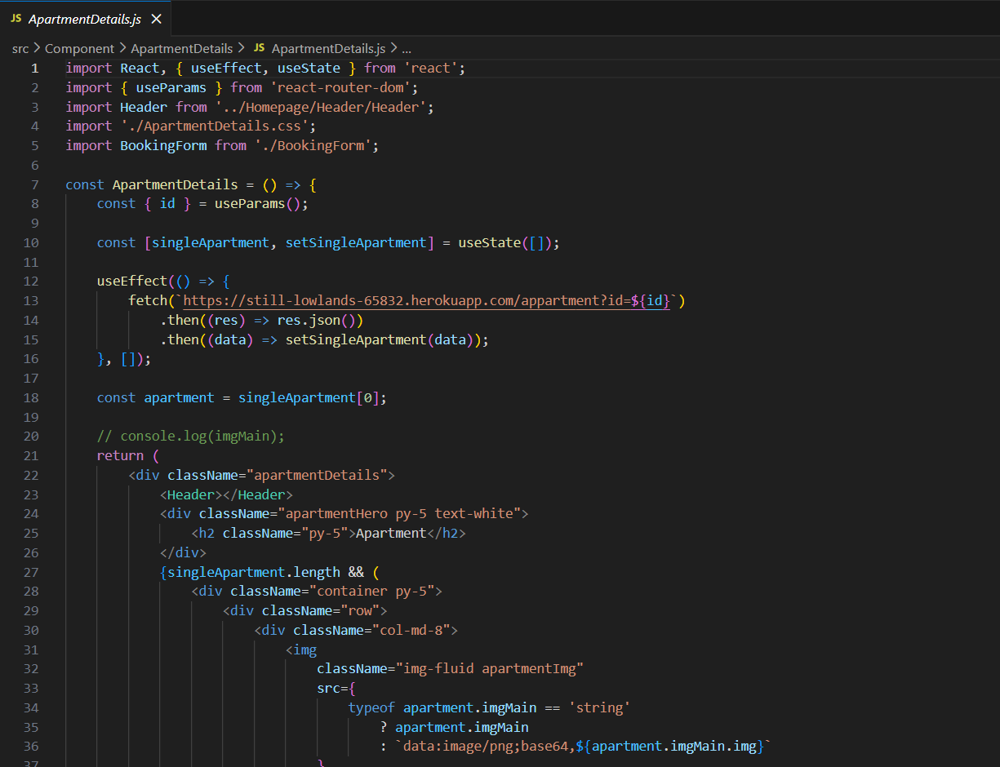 JS ApartmentDetails.js ×
src > Component > ApartmentDetails > JS ApartmentDetails.js > ...
1 import React, { useEffect, useState } from 'react';
2 import { useParams } from 'react-router-dom';
3 import Header from '../Homepage/Header/Header';
4 import './ApartmentDetails.css';
5 import BookingForm from './BookingForm';
6
7 const ApartmentDetails = () => {
8     const { id } = useParams();
9
10     const [singleApartment, setSingleApartment] = useState([]);
11
12     useEffect(() => {
13         fetch(`https://still-lowlands-65832.herokuapp.com/appartment?id=${id}`)
14             .then((res) => res.json())
15             .then((data) => setSingleApartment(data));
16     }, []);
17
18     const apartment = singleApartment[0];
19
20     // console.log(imgMain);
21     return (
22         <div className="apartmentDetails">
23             <Header></Header>
24             <div className="apartmentHero py-5 text-white">
25                 <h2 className="py-5">Apartment</h2>
26             </div>
27             {singleApartment.length && (
28                 <div className="container py-5">
29                     <div className="row">
30                         <div className="col-md-8">
31                             <img
32                                 className="img-fluid apartmentImg"
33                                 src={
34                                     typeof apartment.imgMain == 'string'
35                                         ? apartment.imgMain
36                                         : `data:image/png;base64,${apartment.imgMain.img}`
37                                 }